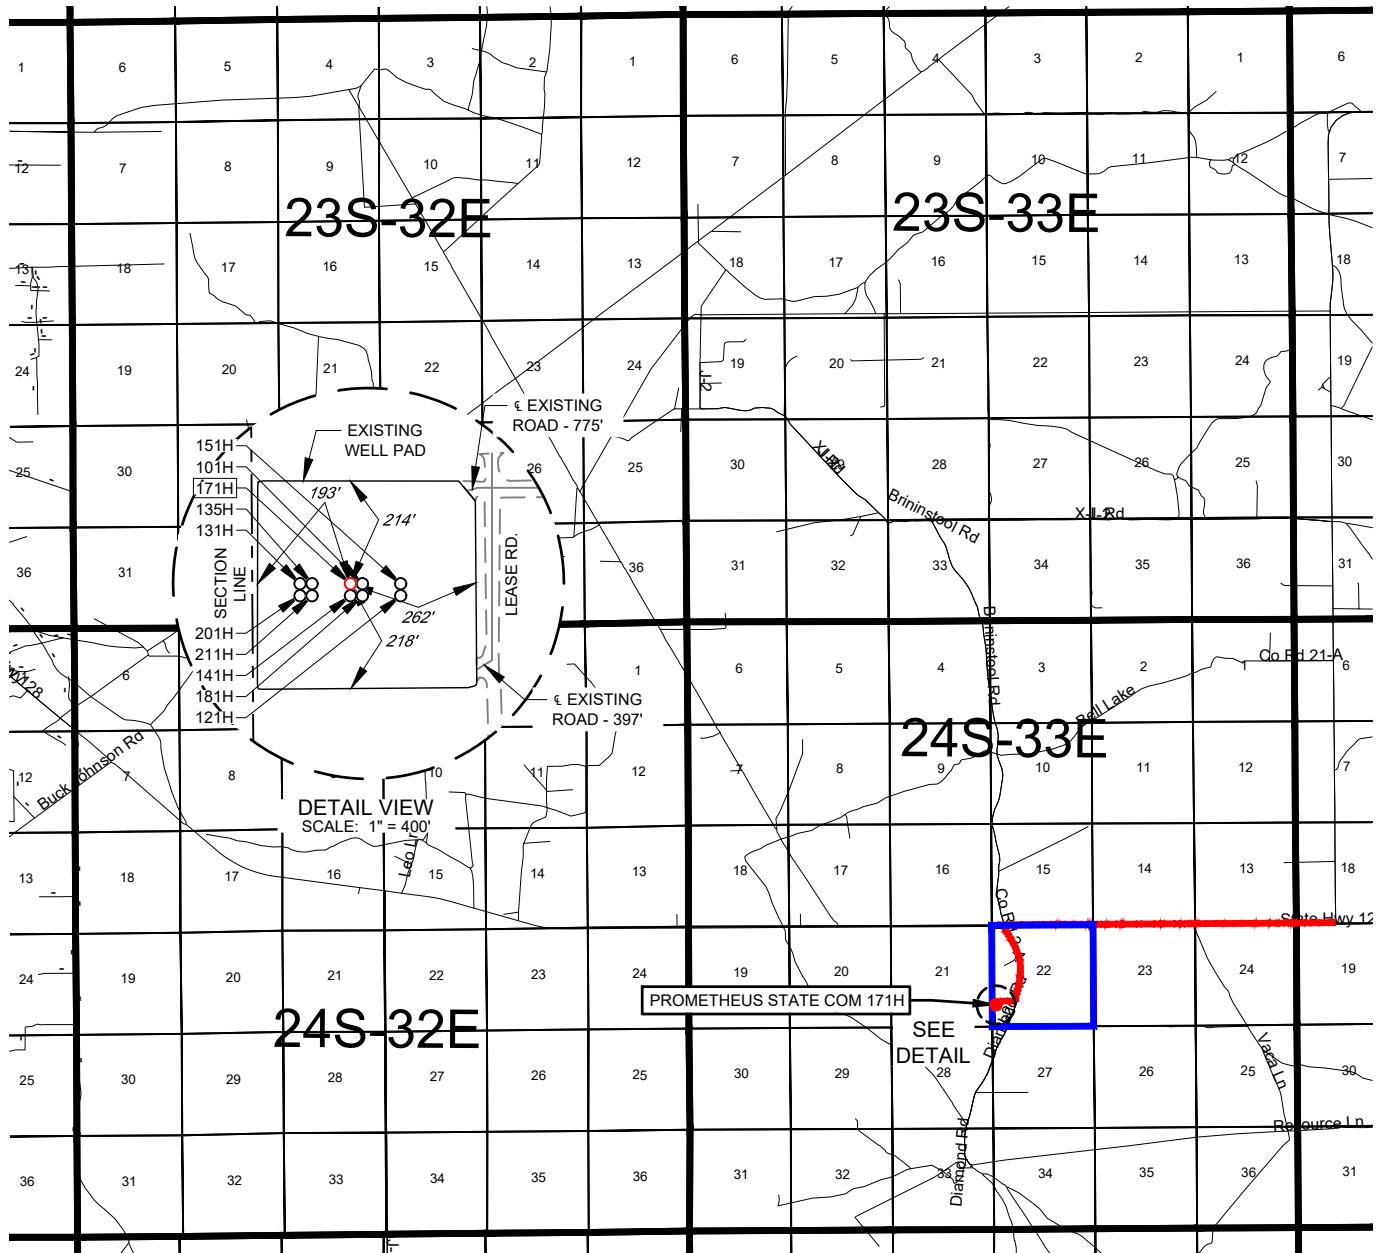 1 6 5 4 3 2 1 6 5 4 3 2 1 6
12 7 8 9 10 11 12 7 8 9 10 11 12 7
23S-32E 23S-33E
13 18 17 16 15 14 13 18 17 16 15 14 13 18
24 19 20 21 22 23 24 19 20 21 22 23 24 19
J-2
℄ EXISTING
ROAD - 775'
EXISTING
WELL PAD
151H
101H
171H
135H
131H
193'
214'
25 30 26 25 30 28 27 26 25 30
Brininstool Rd
SECTION
LINE
LEASE RD.
262'
218'
36 31 36 31 32 33 34 35 36 31
201H
211H
141H
181H
121H
Brininstool Rd
Co Rd 21-A
6 1 6 5 4 3 2 1 6
Bell Lake
℄ EXISTING
ROAD - 397'
24S-33E
Buck Johnson Rd
12 7 8 10 11 12 7 8 9 10 11 12 7
DETAIL VIEW
SCALE: 1" = 400'
Leo Ln
13 18 17 16 15 14 13 18 17 16 15 14 13 18
State Hwy 12
24 19 20 21 22 23 24 19 20 21 22 23 24 19
PROMETHEUS STATE COM 171H
24S-32E
SEE
DETAIL
Vaca Ln
25 30 29 28 27 26 25 30 29 28 27 26 25 30
Resource Ln
Diamond Rd
36 31 32 33 34 35 36 31 32 33 34 35 36 31